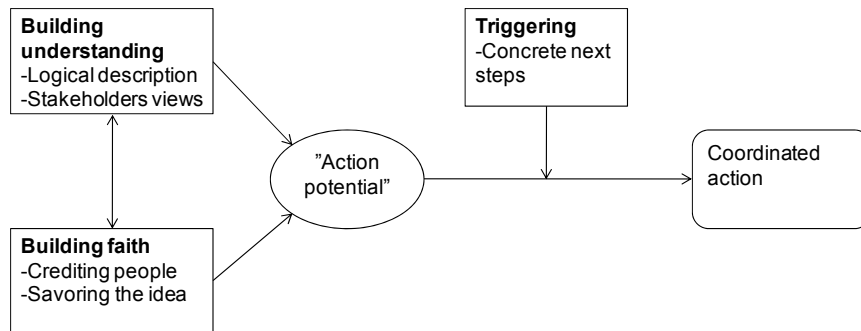 Building
understanding
-Logical description
-Stakeholders views
Triggering
-Concrete next
steps
”Action
potential”
Coordinated
action
Building faith
-Crediting people
-Savoring the idea